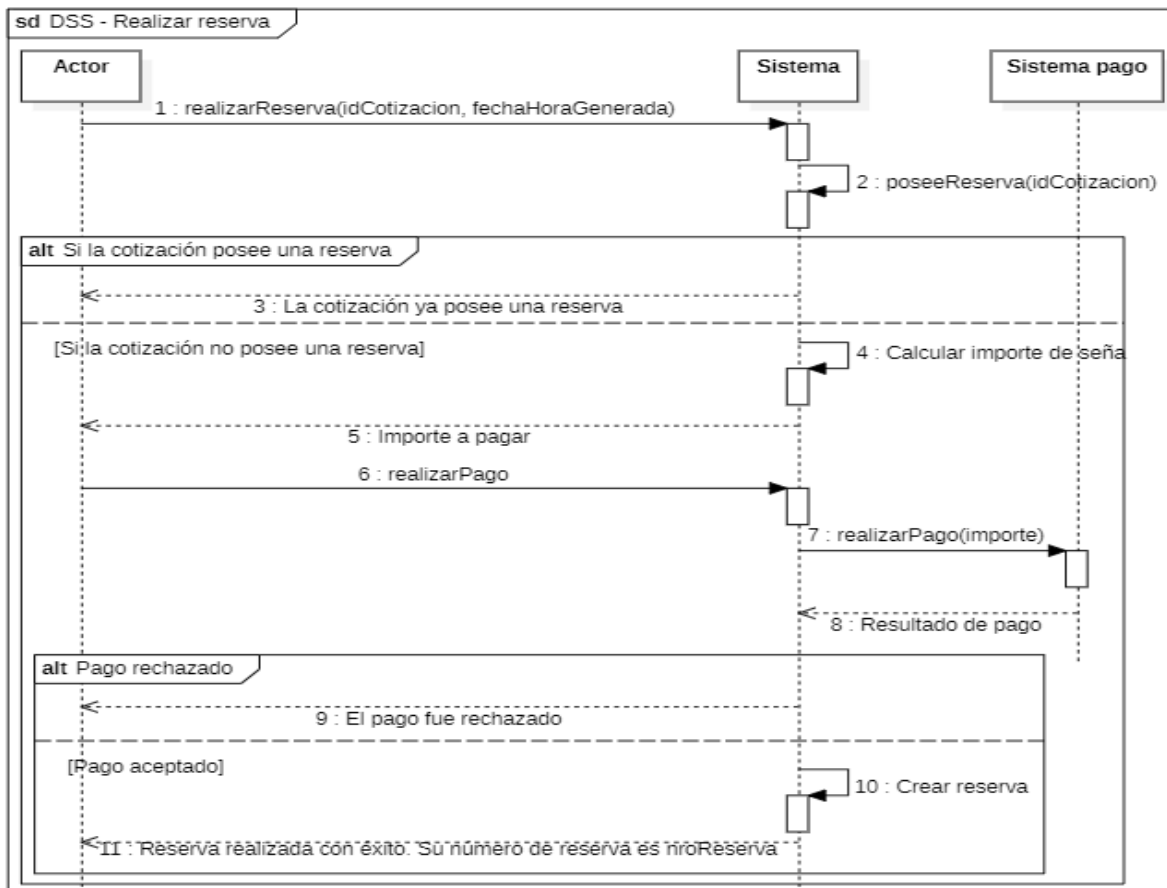 sd DSS - Realizar reserva
Actor
Sistema
Sistema pago
1 : realizarReserva(idCotizacion, fechaHoraGenerada)
2 : poseeReserva(idCotizacion)
alt Si la cotización posee una reserva
3 : La cotización ya posee una reserva
[Si la cotización no posee una reserva]
4 : Calcular importe de seña
5 : Importe a pagar
6 : realizarPago
7 : realizarPago(importe)
8 : Resultado de pago
alt Pago rechazado
9 : El pago fue rechazado
[Pago aceptado]
10 : Crear reserva
11 : Reserva realizada con éxito. Su número de reserva es nroReserva